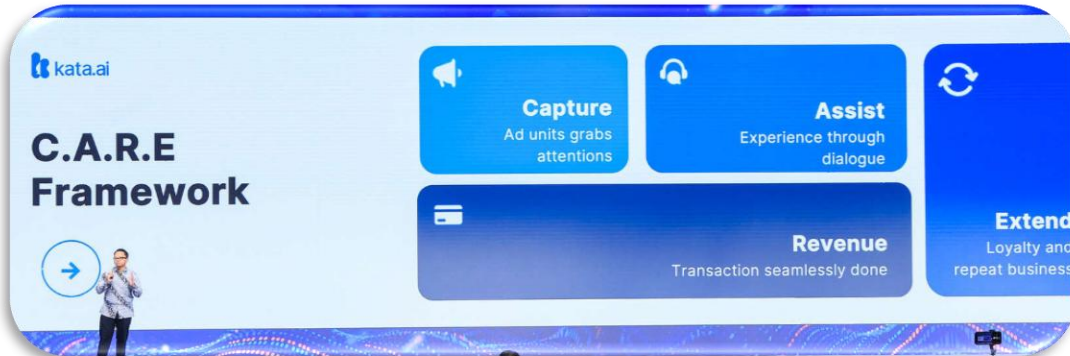 kata.ai
C.A.R.E
Framework
Capture
Ad units grabs
attentions
Assist
Experience through
dialogue
Revenue
Transaction seamlessly done
Extend
Loyalty and
repeat business